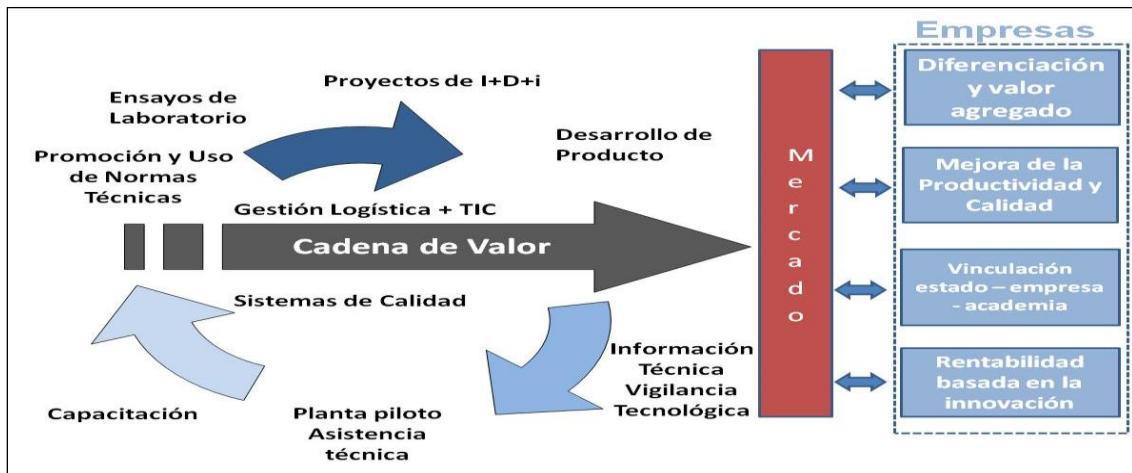 Empresas
Proyectos de I+D+i
Ensayos de
Laboratorio
Promoción y Uso
de Normas
Técnicas
Desarrollo de
Producto
Gestión Logística + TIC
Cadena de Valor
Sistemas de Calidad
Capacitación
Planta piloto
Asistencia
técnica
Información
Técnica
Vigilancia
Tecnológica
Mercado
Diferenciación
y valor
agregado
Mejora de la
Productividad y
Calidad
Vinculación
estado – empresa
- academia
Rentabilidad
basada en la
innovación